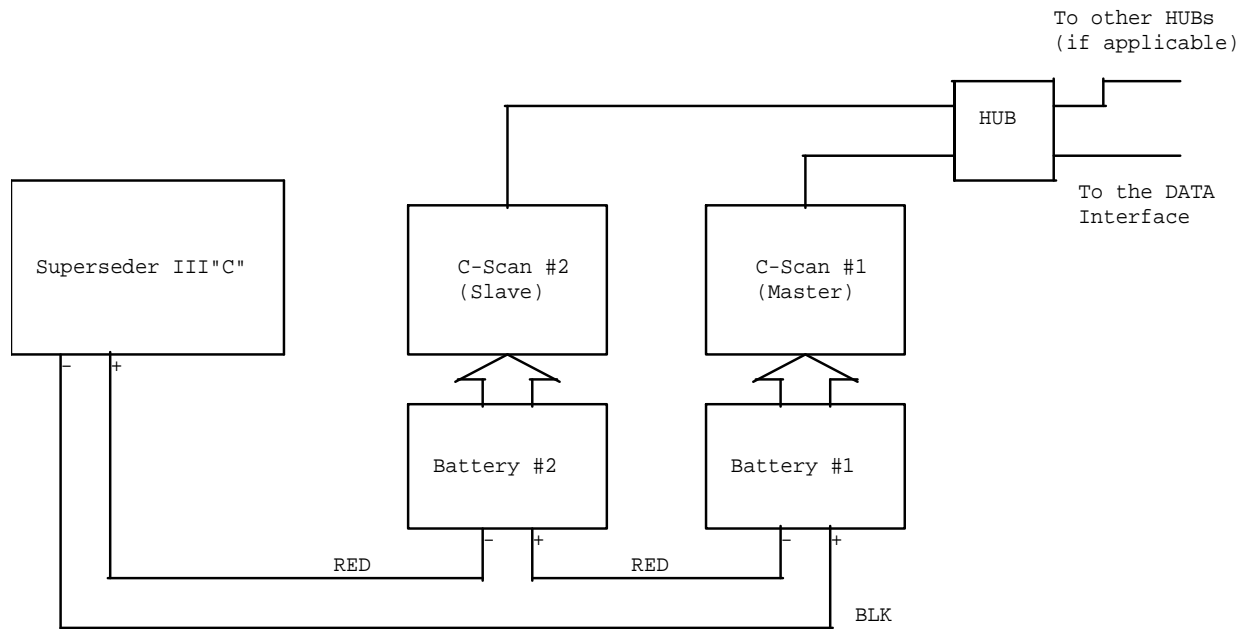 To other HUBs
(if applicable)
HUB
To the DATA
Interface
Superseder III"C"
C-Scan #2
(Slave)
C-Scan #1
(Master)
- +
Battery #2
Battery #1
- + - +
RED
RED
BLK